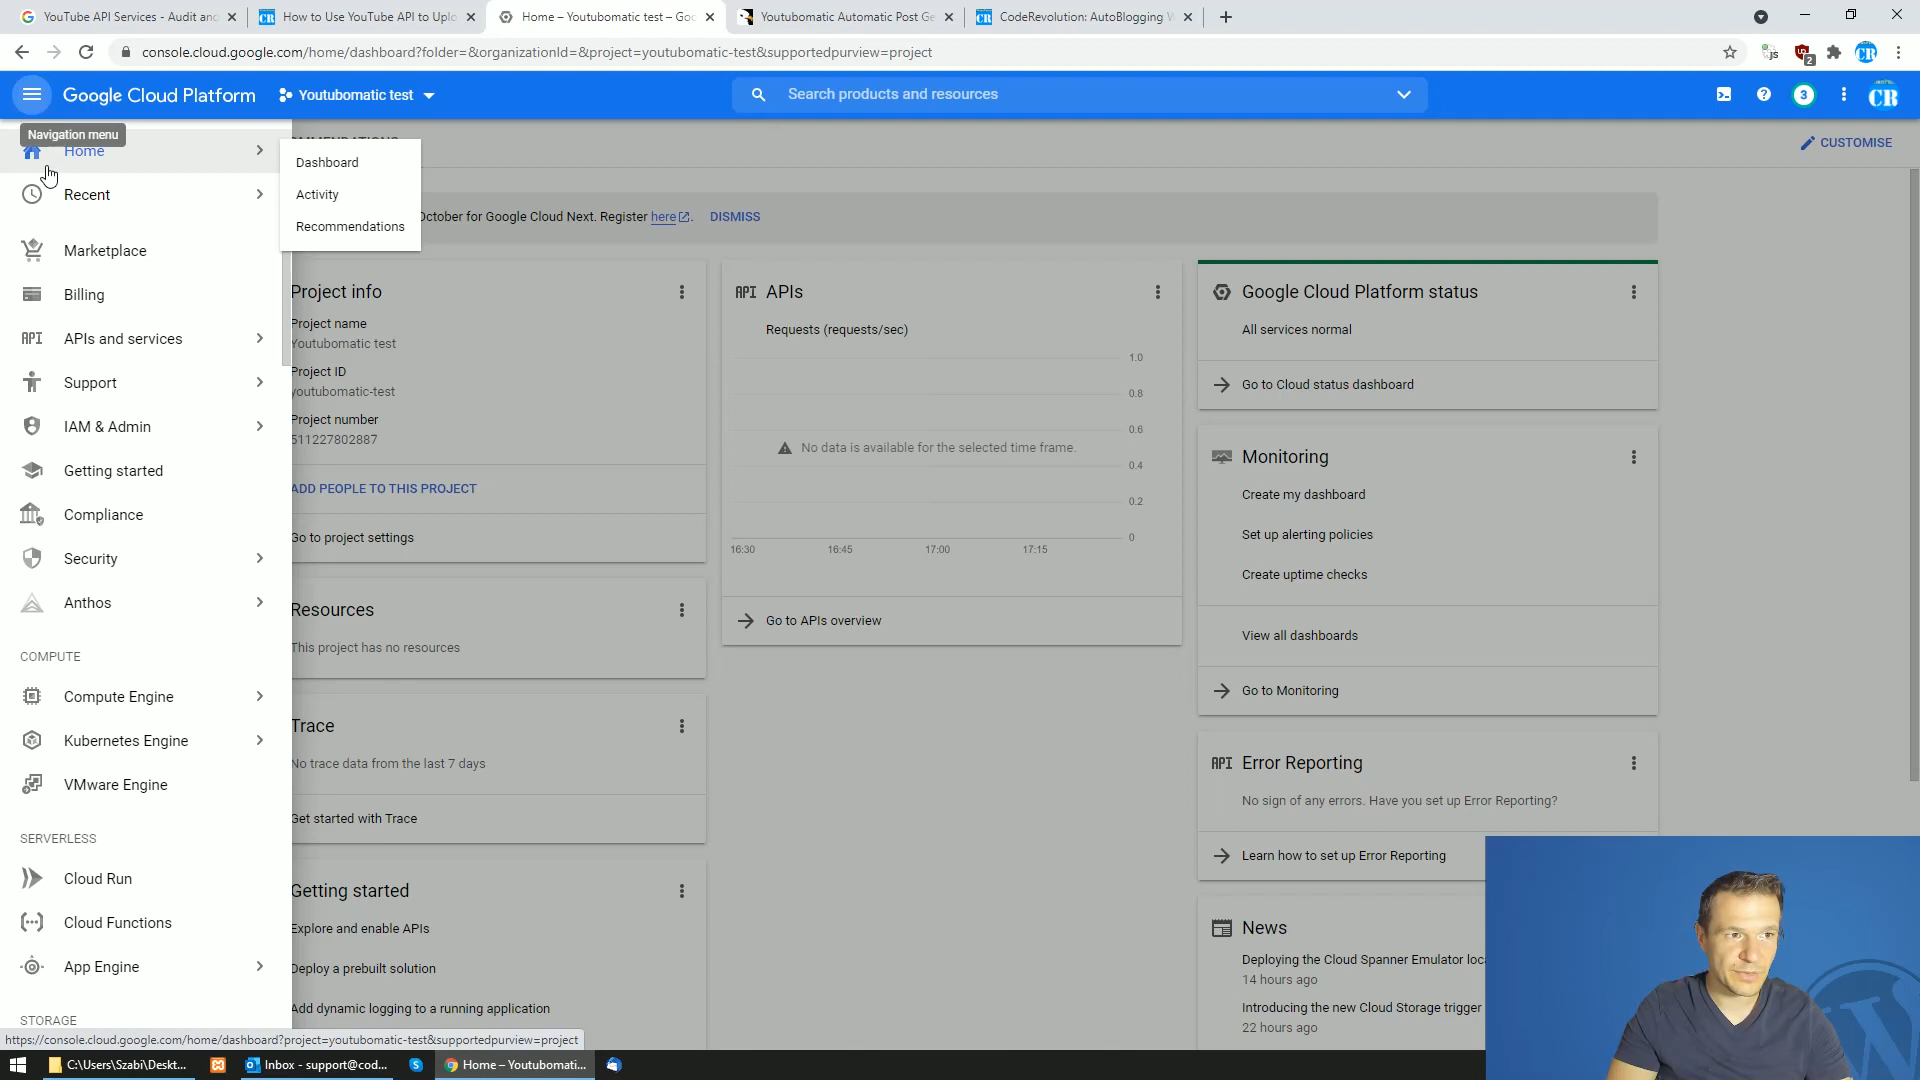 YouTube API Services - Audit and
How to Use YouTube API to Uplo
Home – Youtubomatic test – Goo
Youtubomatic Automatic Post Ge
CodeRevolution: AutoBlogging W
console.cloud.google.com/home/dashboard?folder=&organizationId=&project=youtubomatic-test&supportedpurview=project
Google Cloud Platform
Youtubomatic test
Search products and resources
3
CR
Navigation menu
Home
Recent
Marketplace
Billing
API APIs and services
Support
IAM & Admin
Getting started
Compliance
Security
Anthos
COMPUTE
Compute Engine
Kubernetes Engine
VMware Engine
SERVERLESS
Cloud Run
Cloud Functions
App Engine
STORAGE
Dashboard
Activity
Recommendations
CUSTOMISE
October for Google Cloud Next. Register here. DISMISS
Project info
Project name
Youtubomatic test
Project ID
youtubomatic-test
Project number
511227802887
ADD PEOPLE TO THIS PROJECT
Go to project settings
Resources
This project has no resources
Trace
No trace data from the last 7 days
Get started with Trace
Getting started
Explore and enable APIs
Deploy a prebuilt solution
Add dynamic logging to a running application
API APIs
Requests (requests/sec)
1.0
0.8
0.6
No data is available for the selected time frame.
0.4
0.2
0
16:30 16:45 17:00 17:15
Go to APIs overview
Google Cloud Platform status
All services normal
Go to Cloud status dashboard
Monitoring
Create my dashboard
Set up alerting policies
Create uptime checks
View all dashboards
Go to Monitoring
API Error Reporting
No sign of any errors. Have you set up Error Reporting?
Learn how to set up Error Reporting
News
Deploying the Cloud Spanner Emulator loca
14 hours ago
Introducing the new Cloud Storage trigger
22 hours ago
https://console.cloud.google.com/home/dashboard?project=youtubomatic-test&supportedpurview=project
C:\Users\Szabi\Deskt...
Inbox - support@cod...
Home – Youtubomati...